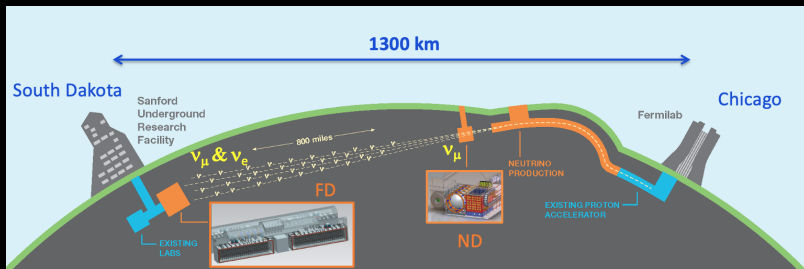 1300 km
South Dakota
Sanford
Underground
Research
Facility
Chicago
Fermilab
800 miles
νμ & νe
νμ
NEUTRINO
PRODUCTION
FD
ND
EXISTING PROTON
ACCELERATOR
EXISTING
LABS